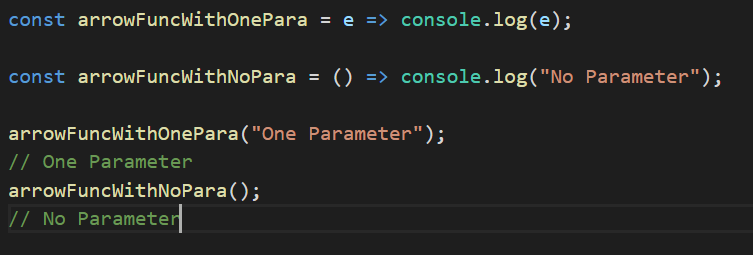 const arrowFuncWithOnePara = e => console.log(e);
const arrowFuncWithNoPara = () => console.log("No Parameter");
arrowFuncWithOnePara("One Parameter");
// One Parameter
arrowFuncWithNoPara();
// No Parameter